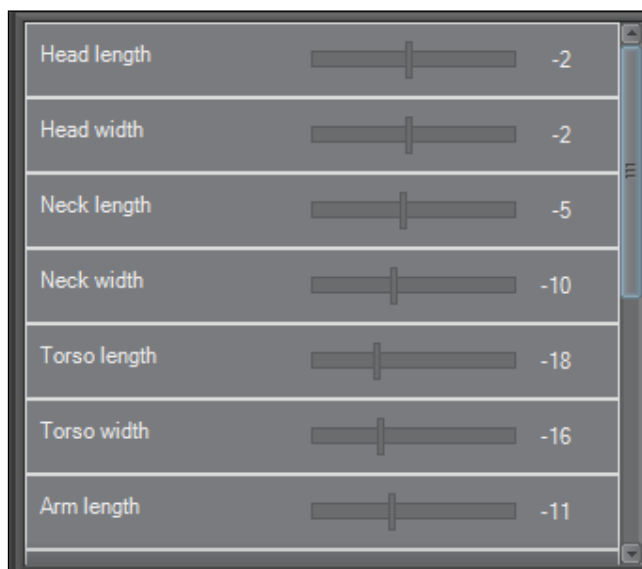 Head length -2
Head width -2
Neck length -5
Neck width -10
Torso length -18
Torso width -16
Arm length -11